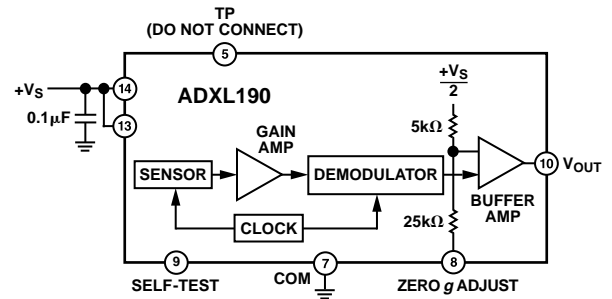 TP
(DO NOT CONNECT)
5
+VS
14
13
0.1µF
ADXL190
+VS
2
5kΩ
GAIN
AMP
SENSOR
DEMODULATOR
10
VOUT
BUFFER
AMP
CLOCK
25kΩ
9
7
8
SELF-TEST
COM
ZERO g ADJUST